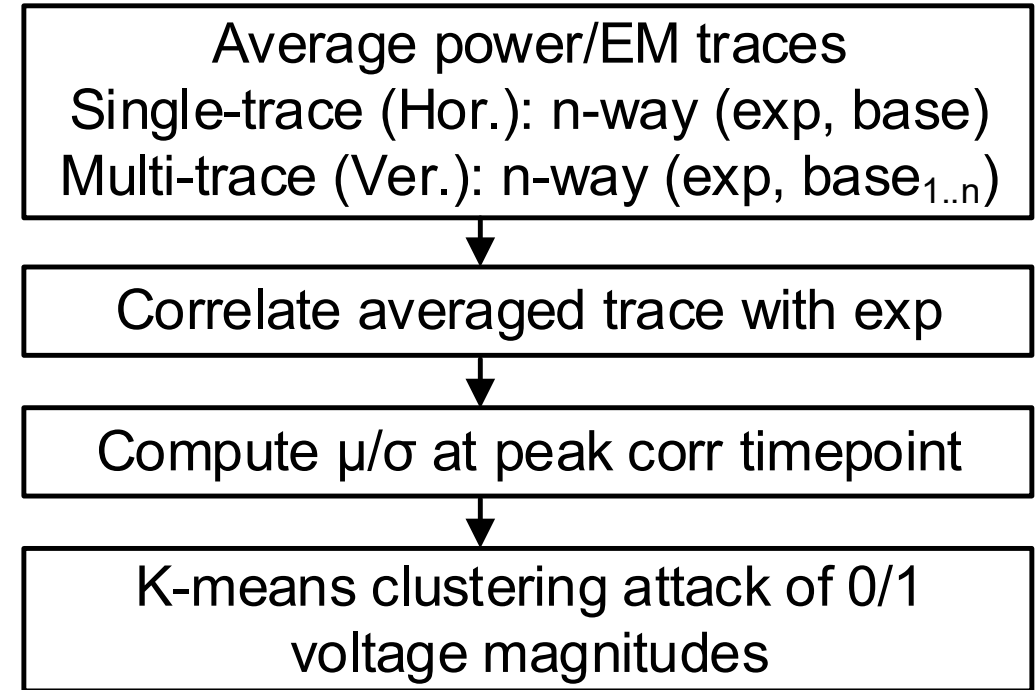 Average power/EM traces
Single-trace (Hor.): n-way (exp, base)
Multi-trace (Ver.): n-way (exp, base₁..ₙ)
Correlate averaged trace with exp
Compute μ/σ at peak corr timepoint
K-means clustering attack of 0/1
voltage magnitudes